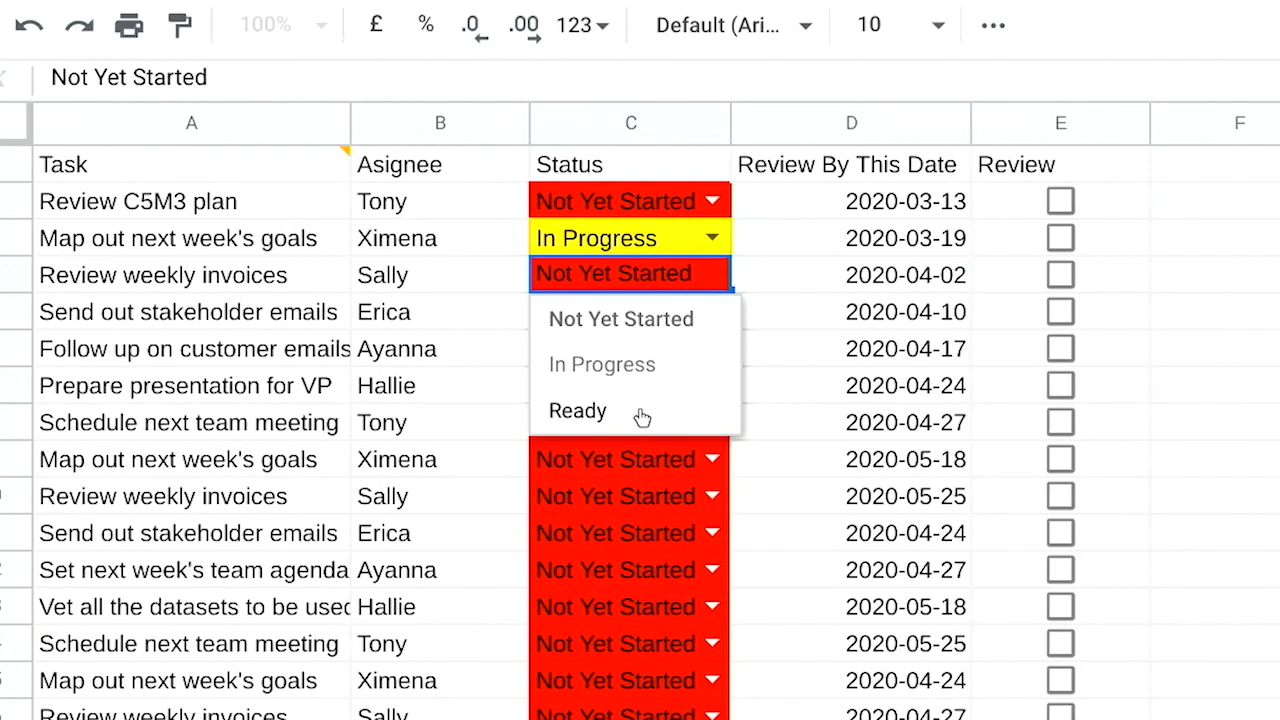 100% £ % .0 .00 123 Default (Ari... 10
Not Yet Started
A B C D E F
Task Asignee Status Review By This Date Review
Review C5M3 plan Tony Not Yet Started 2020-03-13
Map out next week's goals Ximena In Progress 2020-03-19
Review weekly invoices Sally Not Yet Started 2020-04-02
Send out stakeholder emails Erica Not Yet Started 2020-04-10
Follow up on customer emails Ayanna In Progress 2020-04-17
Prepare presentation for VP Hallie 2020-04-24
Schedule next team meeting Tony Ready 2020-04-27
Map out next week's goals Ximena Not Yet Started 2020-05-18
Review weekly invoices Sally Not Yet Started 2020-05-25
Send out stakeholder emails Erica Not Yet Started 2020-04-24
Set next week's team agenda Ayanna Not Yet Started 2020-04-27
Vet all the datasets to be used Hallie Not Yet Started 2020-05-18
Schedule next team meeting Tony Not Yet Started 2020-05-25
Map out next week's goals Ximena Not Yet Started 2020-04-24
Review weekly invoices Sally Not Yet Started 2020-04-27